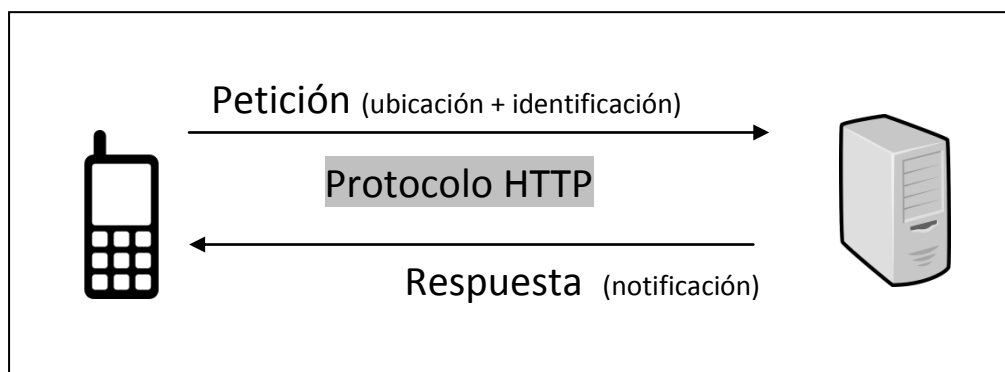 Petición (ubicación + identificación)
Protocolo HTTP
Respuesta (notificación)